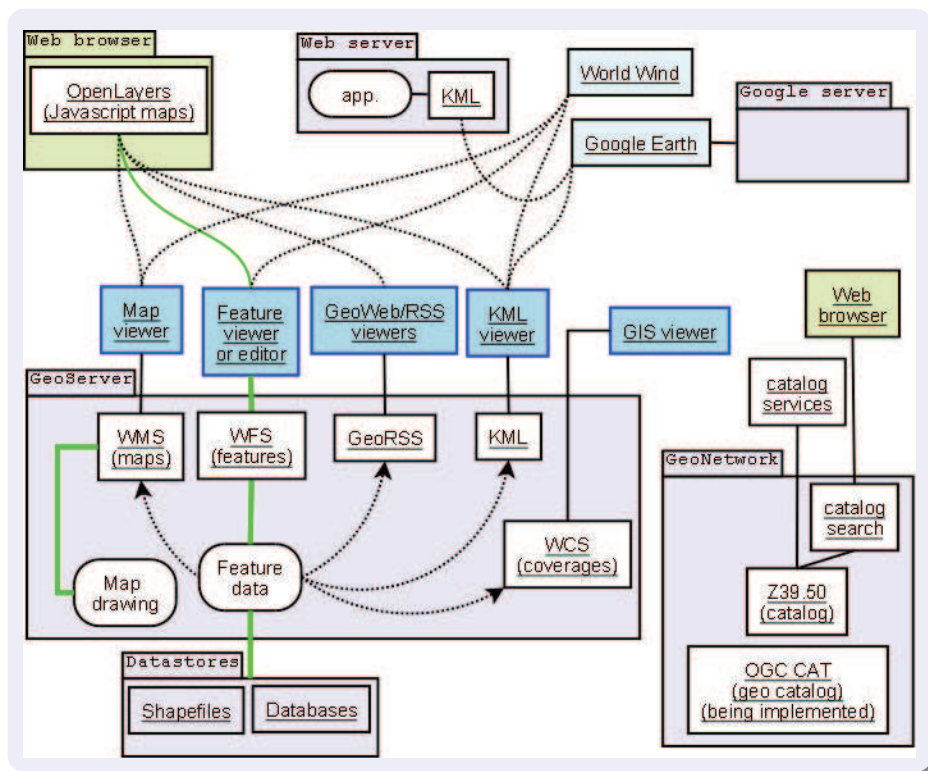 Web browser
OpenLayers
(Javascript maps)
Web server
app.
KML
World Wind
Google Earth
Google server
Map
viewer
Feature
viewer
or editor
GeoWeb/RSS
viewers
KML
viewer
GIS viewer
Web
browser
GeoServer
WMS
(maps)
WFS
(features)
GeoRSS
KML
WCS
(coverages)
Map
drawing
Feature
data
catalog
services
GeoNetwork
catalog
search
Z39.50
(catalog)
OGC CAT
(geo catalog)
(being implemented)
Datastores
Shapefiles
Databases